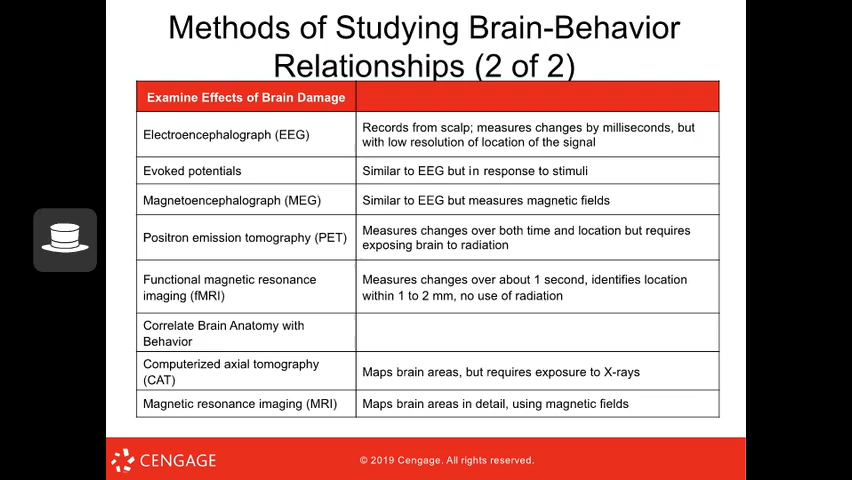 Methods of Studying Brain-Behavior
Relationships (2 of 2)
Examine Effects of Brain Damage
Electroencephalograph (EEG)
Records from scalp; measures changes by milliseconds, but
with low resolution of location of the signal
Evoked potentials
Similar to EEG but in response to stimuli
Magnetoencephalograph (MEG)
Similar to EEG but measures magnetic fields
Positron emission tomography (PET)
Measures changes over both time and location but requires
exposing brain to radiation
Functional magnetic resonance
imaging (fMRI)
Measures changes over about 1 second, identifies location
within 1 to 2 mm, no use of radiation
Correlate Brain Anatomy with
Behavior
Computerized axial tomography
(CAT)
Maps brain areas, but requires exposure to X-rays
Magnetic resonance imaging (MRI)
Maps brain areas in detail, using magnetic fields
CENGAGE
© 2019 Cengage. All rights reserved.